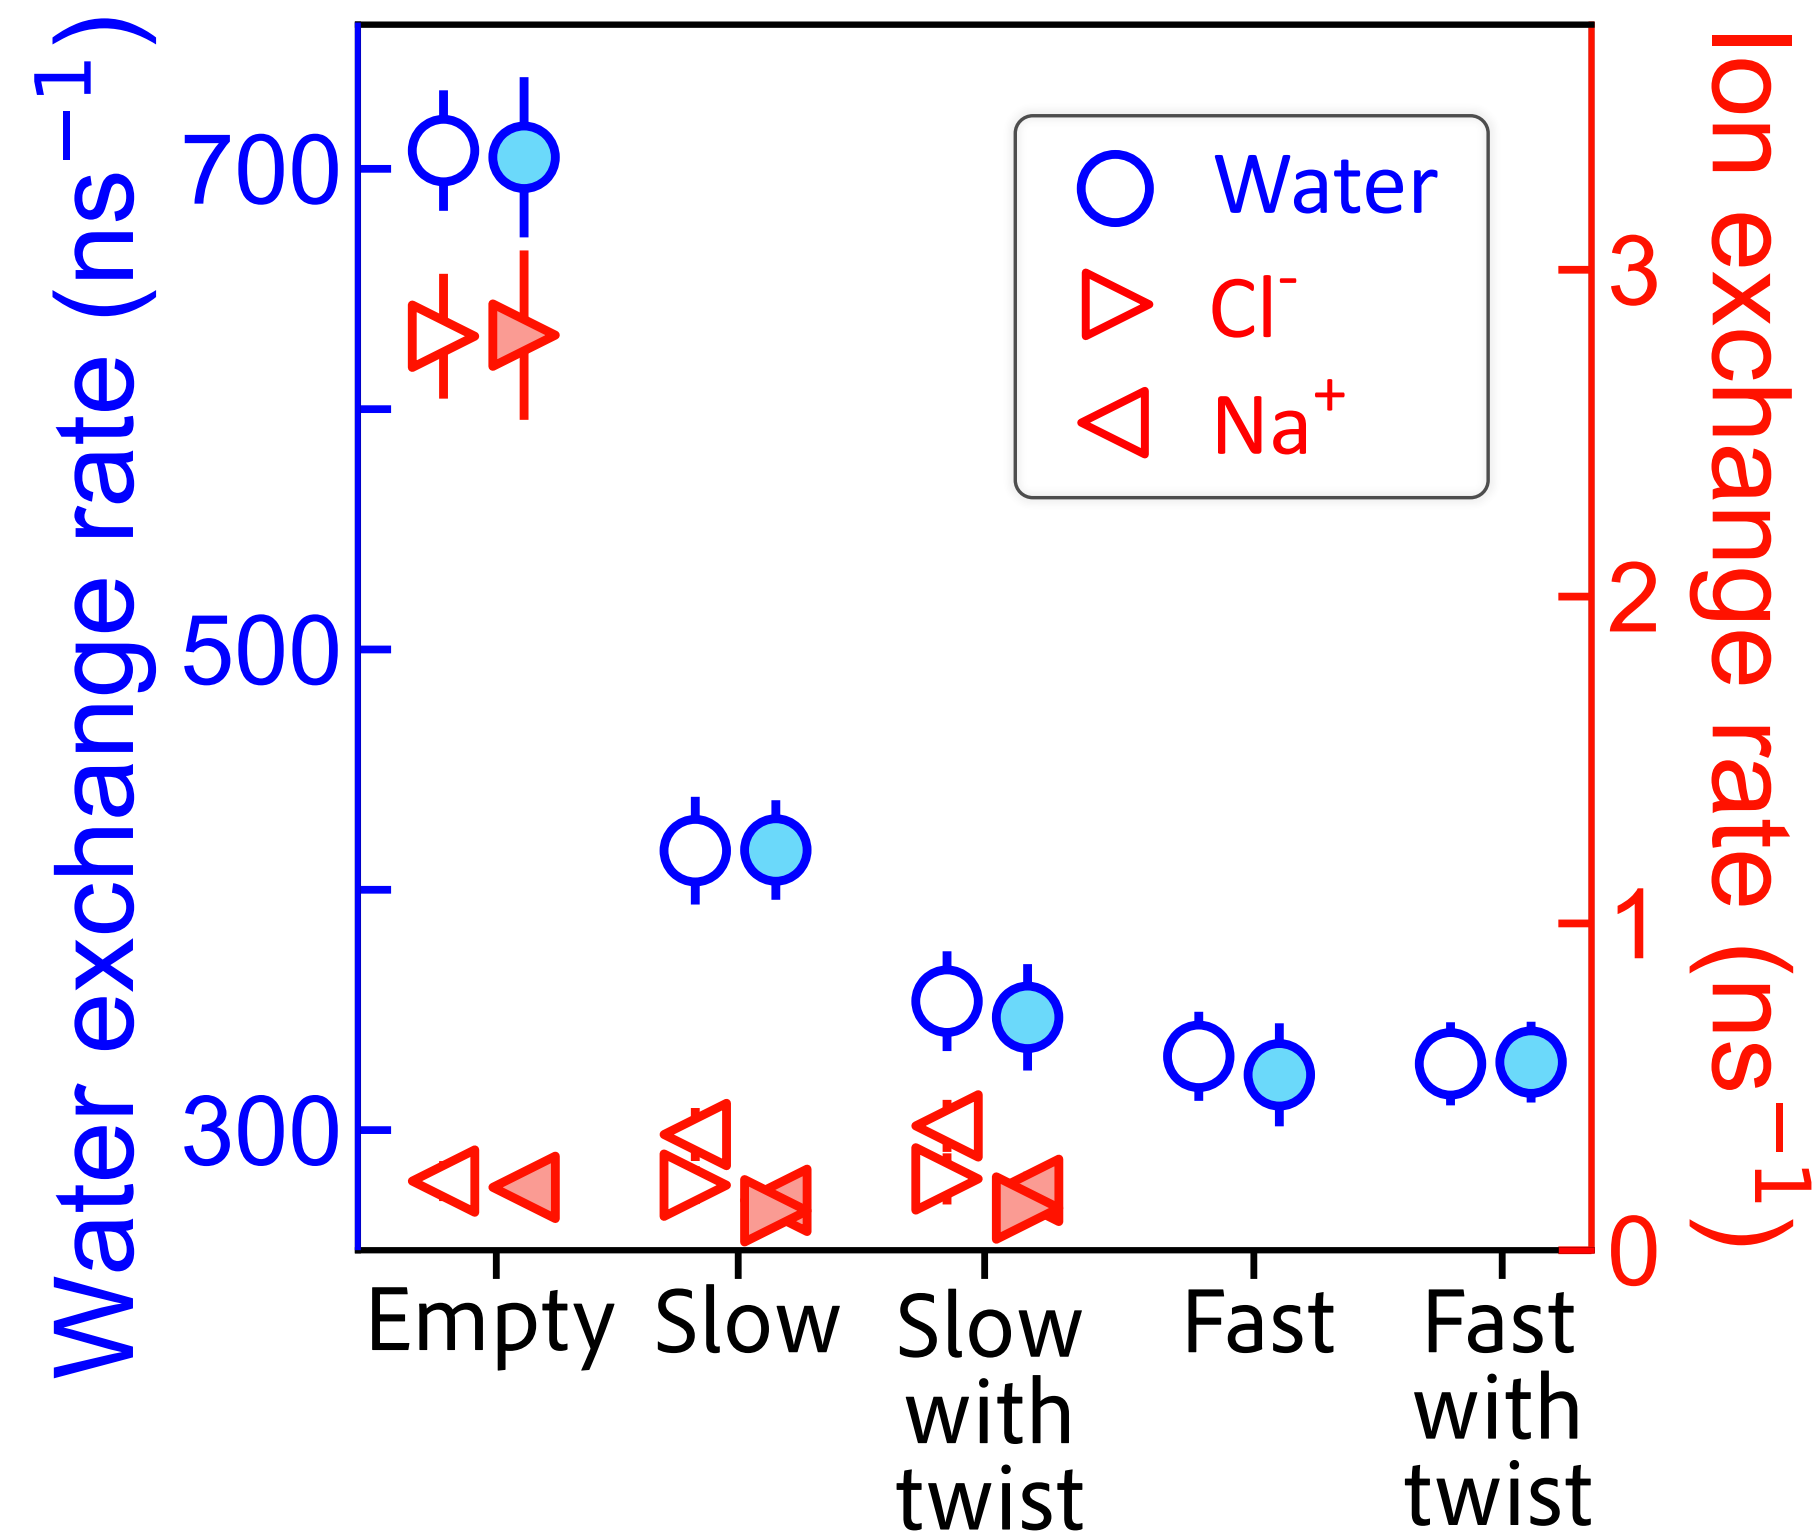 Water exchange rate (ns⁻¹)
700
500
300
Water
Cl⁻
Na⁺
3
2
1
0
Ion exchange rate (ns⁻¹)
Empty
Slow
Slow
with
twist
Fast
Fast
with
twist